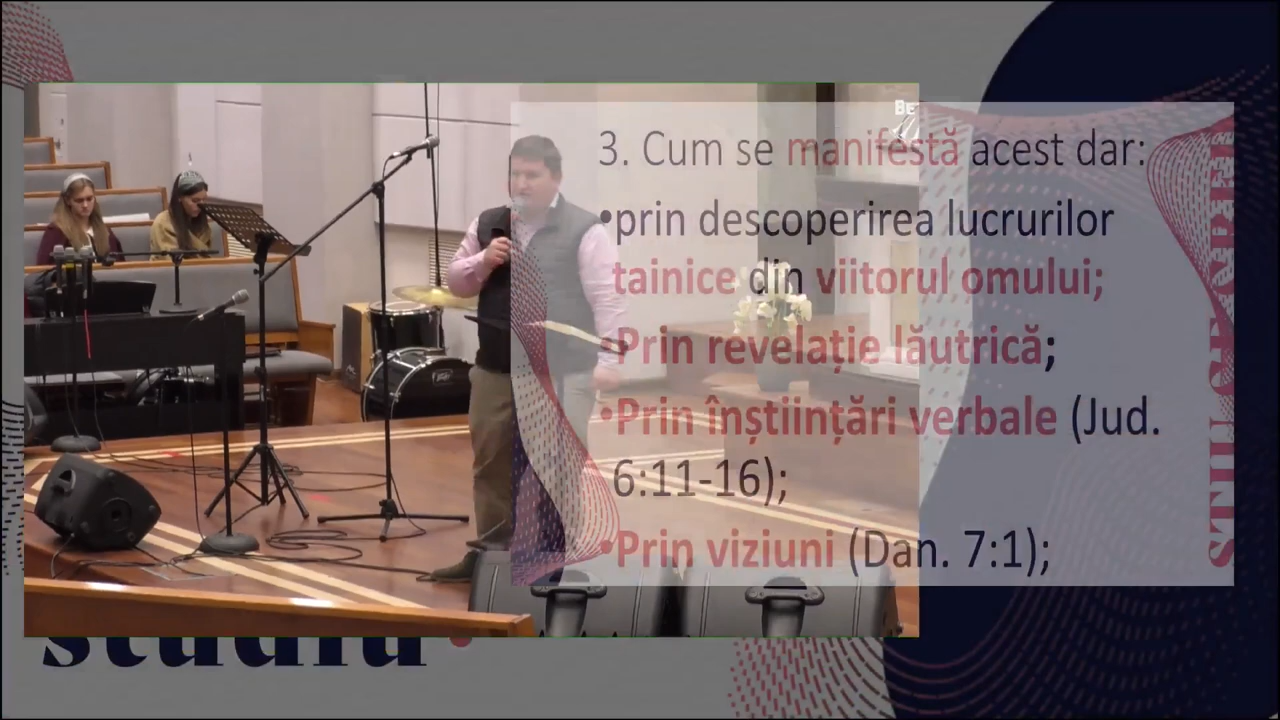 3. Cum se manifestă acest dar:
•prin descoperirea lucrurilor
tainice din viitorul omului;
•Prin revelație lăutrică;
•Prin înștiințări verbale (Jud.
6:11-16);
•Prin viziuni (Dan. 7:1);
studiu